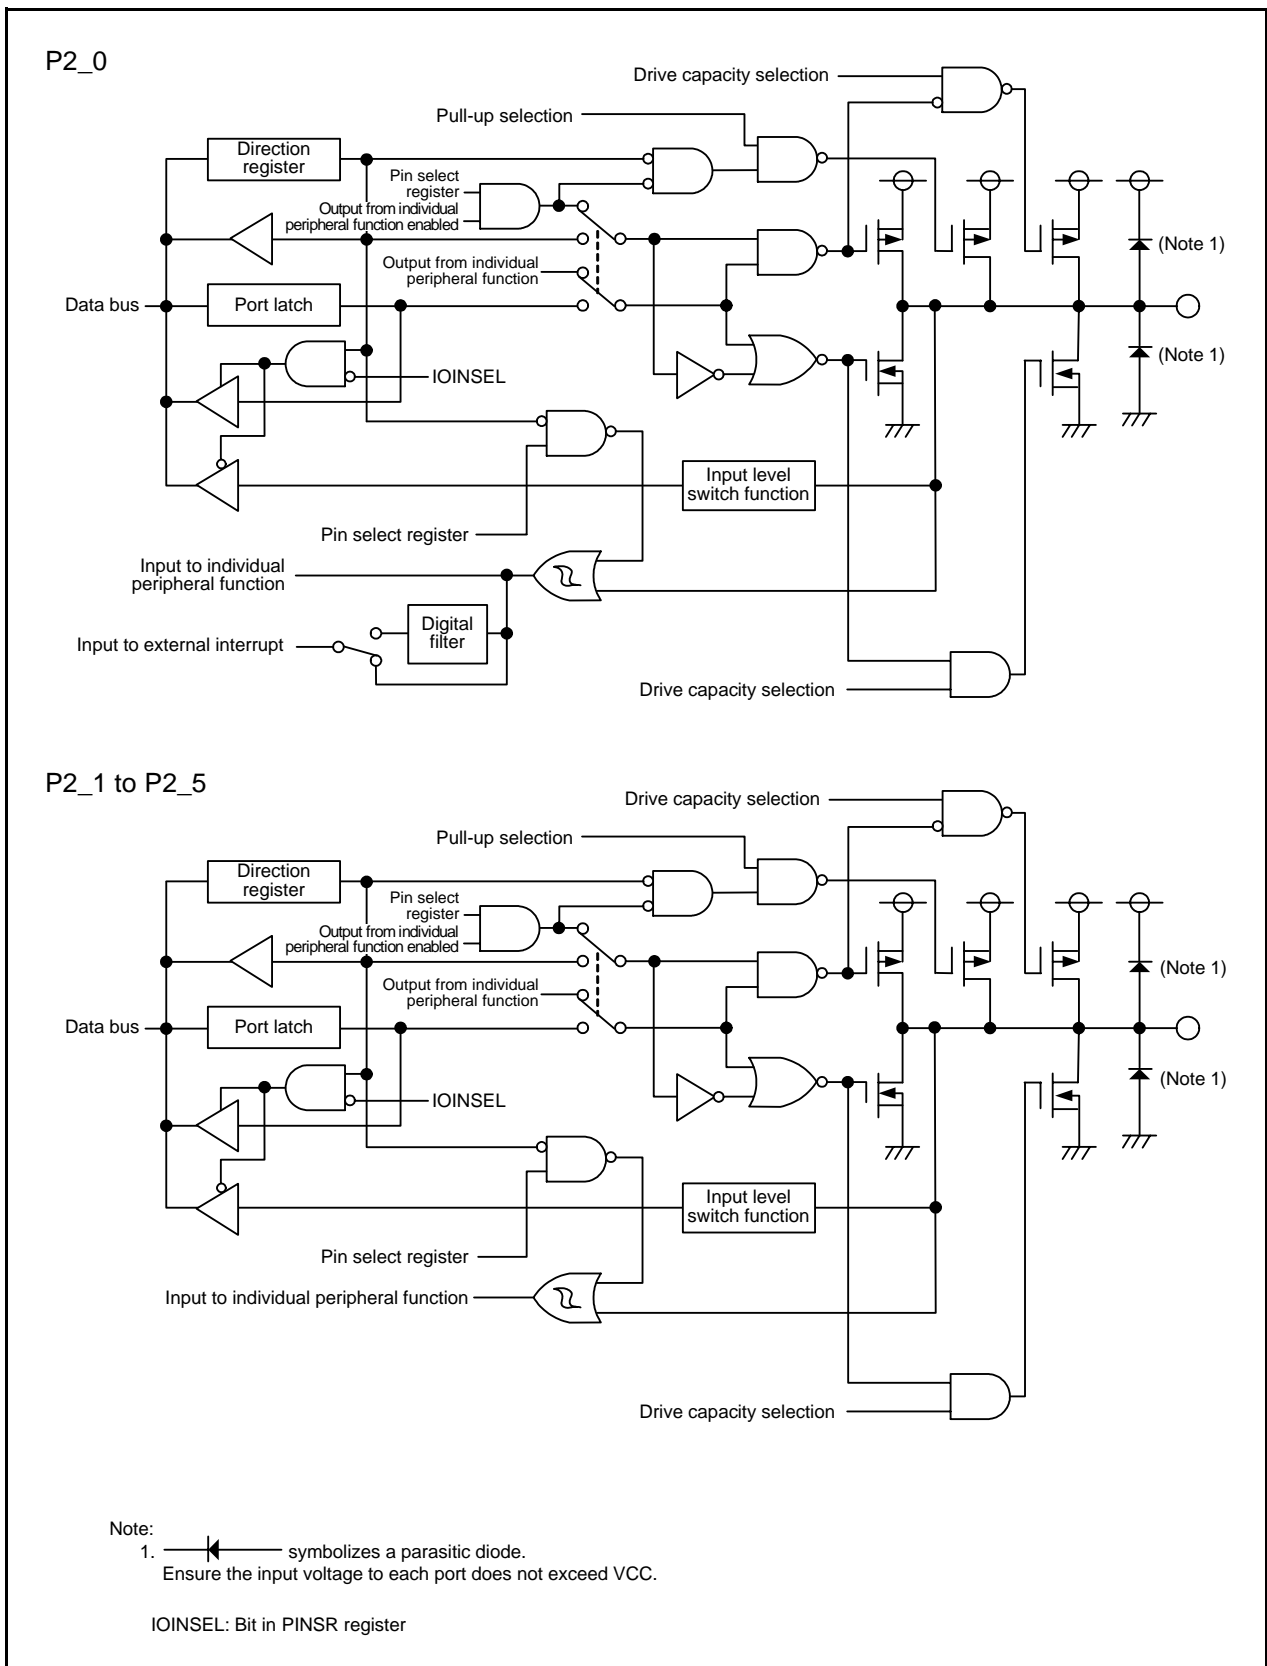 P2_0
Drive capacity selection
Pull-up selection
Direction
register
Pin select
register
Output from individual
peripheral function enabled
(Note 1)
Output from individual
peripheral function
Data bus
Port latch
(Note 1)
IOINSEL
Input level
switch function
Pin select register
Input to individual
peripheral function
Digital
filter
Input to external interrupt
Drive capacity selection
P2_1 to P2_5
Drive capacity selection
Pull-up selection
Direction
register
Pin select
register
Output from individual
peripheral function enabled
(Note 1)
Output from individual
peripheral function
Data bus
Port latch
(Note 1)
IOINSEL
Input level
switch function
Pin select register
Input to individual peripheral function
Drive capacity selection
Note:
1. symbolizes a parasitic diode.
Ensure the input voltage to each port does not exceed VCC.
IOINSEL: Bit in PINSR register